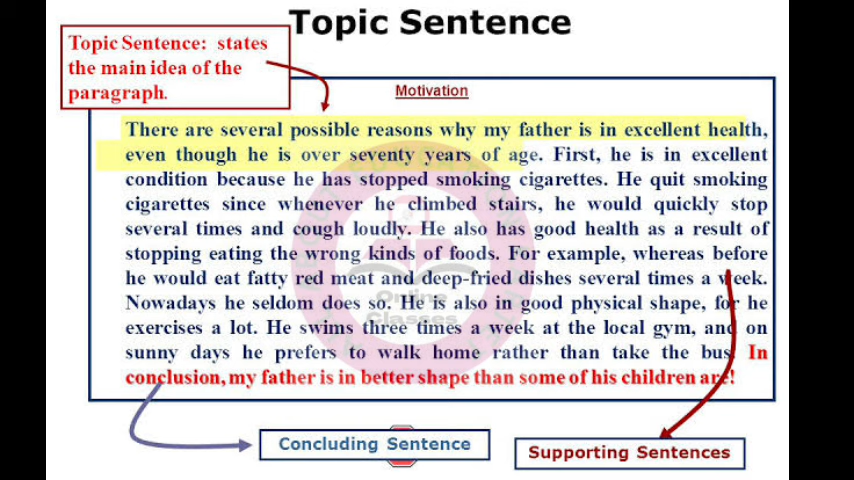 Topic Sentence
Topic Sentence: states
the main idea of the
paragraph.
Motivation
There are several possible reasons why my father is in excellent health,
even though he is over seventy years of age. First, he is in excellent
condition because he has stopped smoking cigarettes. He quit smoking
cigarettes since whenever he climbed stairs, he would quickly stop
several times and cough loudly. He also has good health as a result of
stopping eating the wrong kinds of foods. For example, whereas before
he would eat fatty red meat and deep-fried dishes several times a week.
Nowadays he seldom does so. He is also in good physical shape, for he
exercises a lot. He swims three times a week at the local gym, and on
sunny days he prefers to walk home rather than take the bus. In
conclusion, my father is in better shape than some of his children are!
Online
Classes
Concluding Sentence
Supporting Sentences